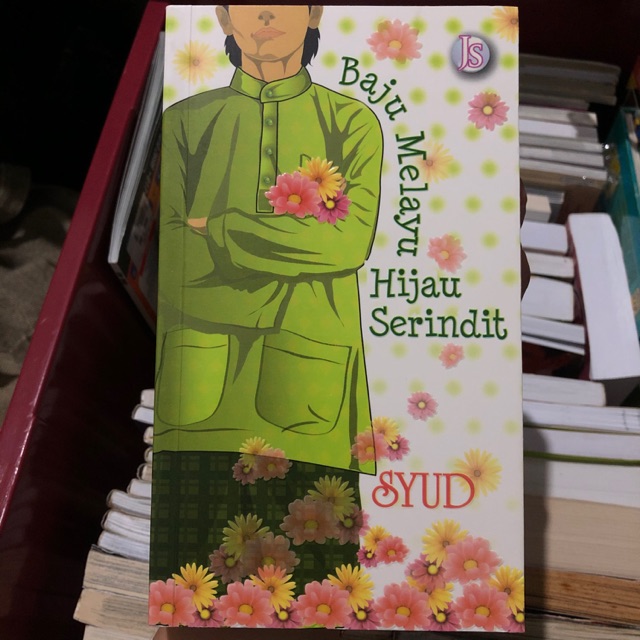 JS
Baju Melayu
Hijau
Serindit
SYUD